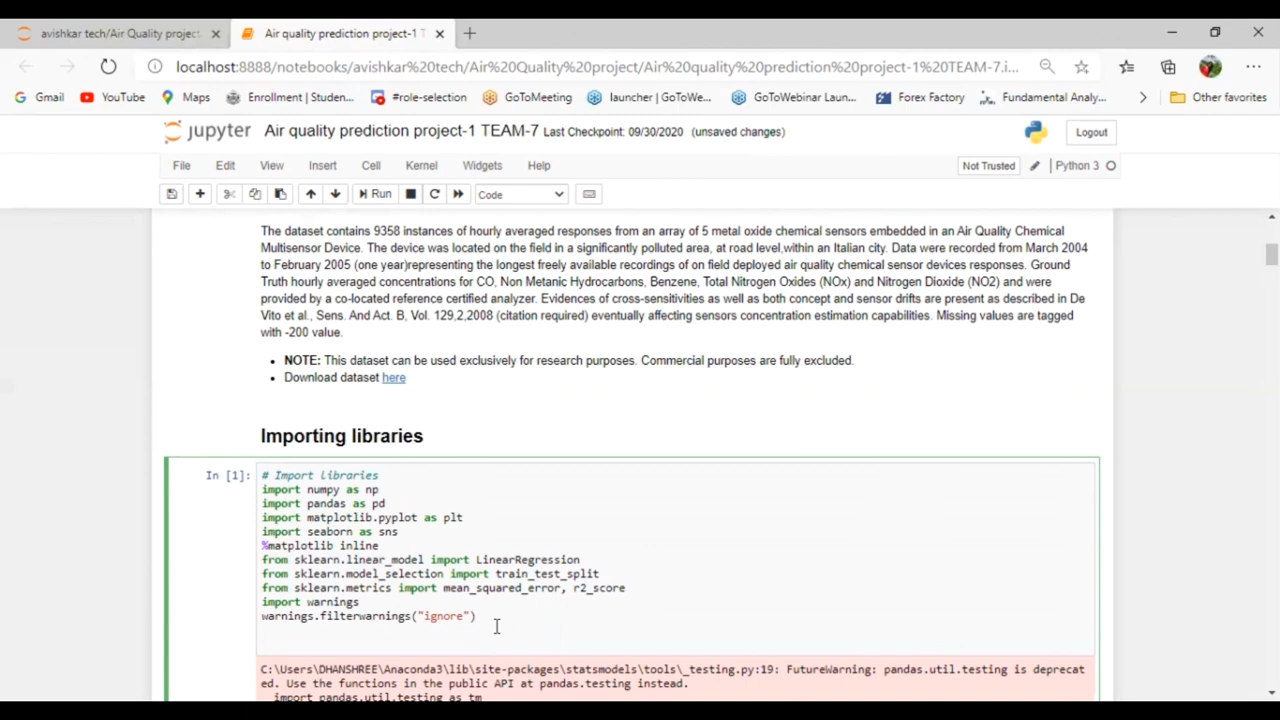 avishkar tech/Air Quality project
Air quality prediction project-1 T
localhost:8888/notebooks/avishkar%20tech/Air%20Quality%20project/Air%20quality%20prediction%20project-1%20TEAM-7.i...
Gmail YouTube Maps Enrollment | Studen... #role-selection GoToMeeting launcher | GoToWe... GoToWebinar Laun... Forex Factory Fundamental Analy... Other favorites
jupyter Air quality prediction project-1 TEAM-7 Last Checkpoint: 09/30/2020 (unsaved changes) Logout
File Edit View Insert Cell Kernel Widgets Help Not Trusted Python 3
Run Code
The dataset contains 9358 instances of hourly averaged responses from an array of 5 metal oxide chemical sensors embedded in an Air Quality Chemical
Multisensor Device. The device was located on the field in a significantly polluted area, at road level,within an Italian city. Data were recorded from March 2004
to February 2005 (one year)representing the longest freely available recordings of on field deployed air quality chemical sensor devices responses. Ground
Truth hourly averaged concentrations for CO, Non Metanic Hydrocarbons, Benzene, Total Nitrogen Oxides (NOx) and Nitrogen Dioxide (NO2) and were
provided by a co-located reference certified analyzer. Evidences of cross-sensitivities as well as both concept and sensor drifts are present as described in De
Vito et al., Sens. And Act. B, Vol. 129,2,2008 (citation required) eventually affecting sensors concentration estimation capabilities. Missing values are tagged
with -200 value.
• NOTE: This dataset can be used exclusively for research purposes. Commercial purposes are fully excluded.
• Download dataset here
Importing libraries
In [1]: # Import libraries
import numpy as np
import pandas as pd
import matplotlib.pyplot as plt
import seaborn as sns
%matplotlib inline
from sklearn.linear_model import LinearRegression
from sklearn.model_selection import train_test_split
from sklearn.metrics import mean_squared_error, r2_score
import warnings
warnings.filterwarnings("ignore")
C:\Users\DHANSHREE\Anaconda3\lib\site-packages\statsmodels\tools\_testing.py:19: FutureWarning: pandas.util.testing is deprecat
ed. Use the functions in the public API at pandas.testing instead.
import pandas.util.testing as tm